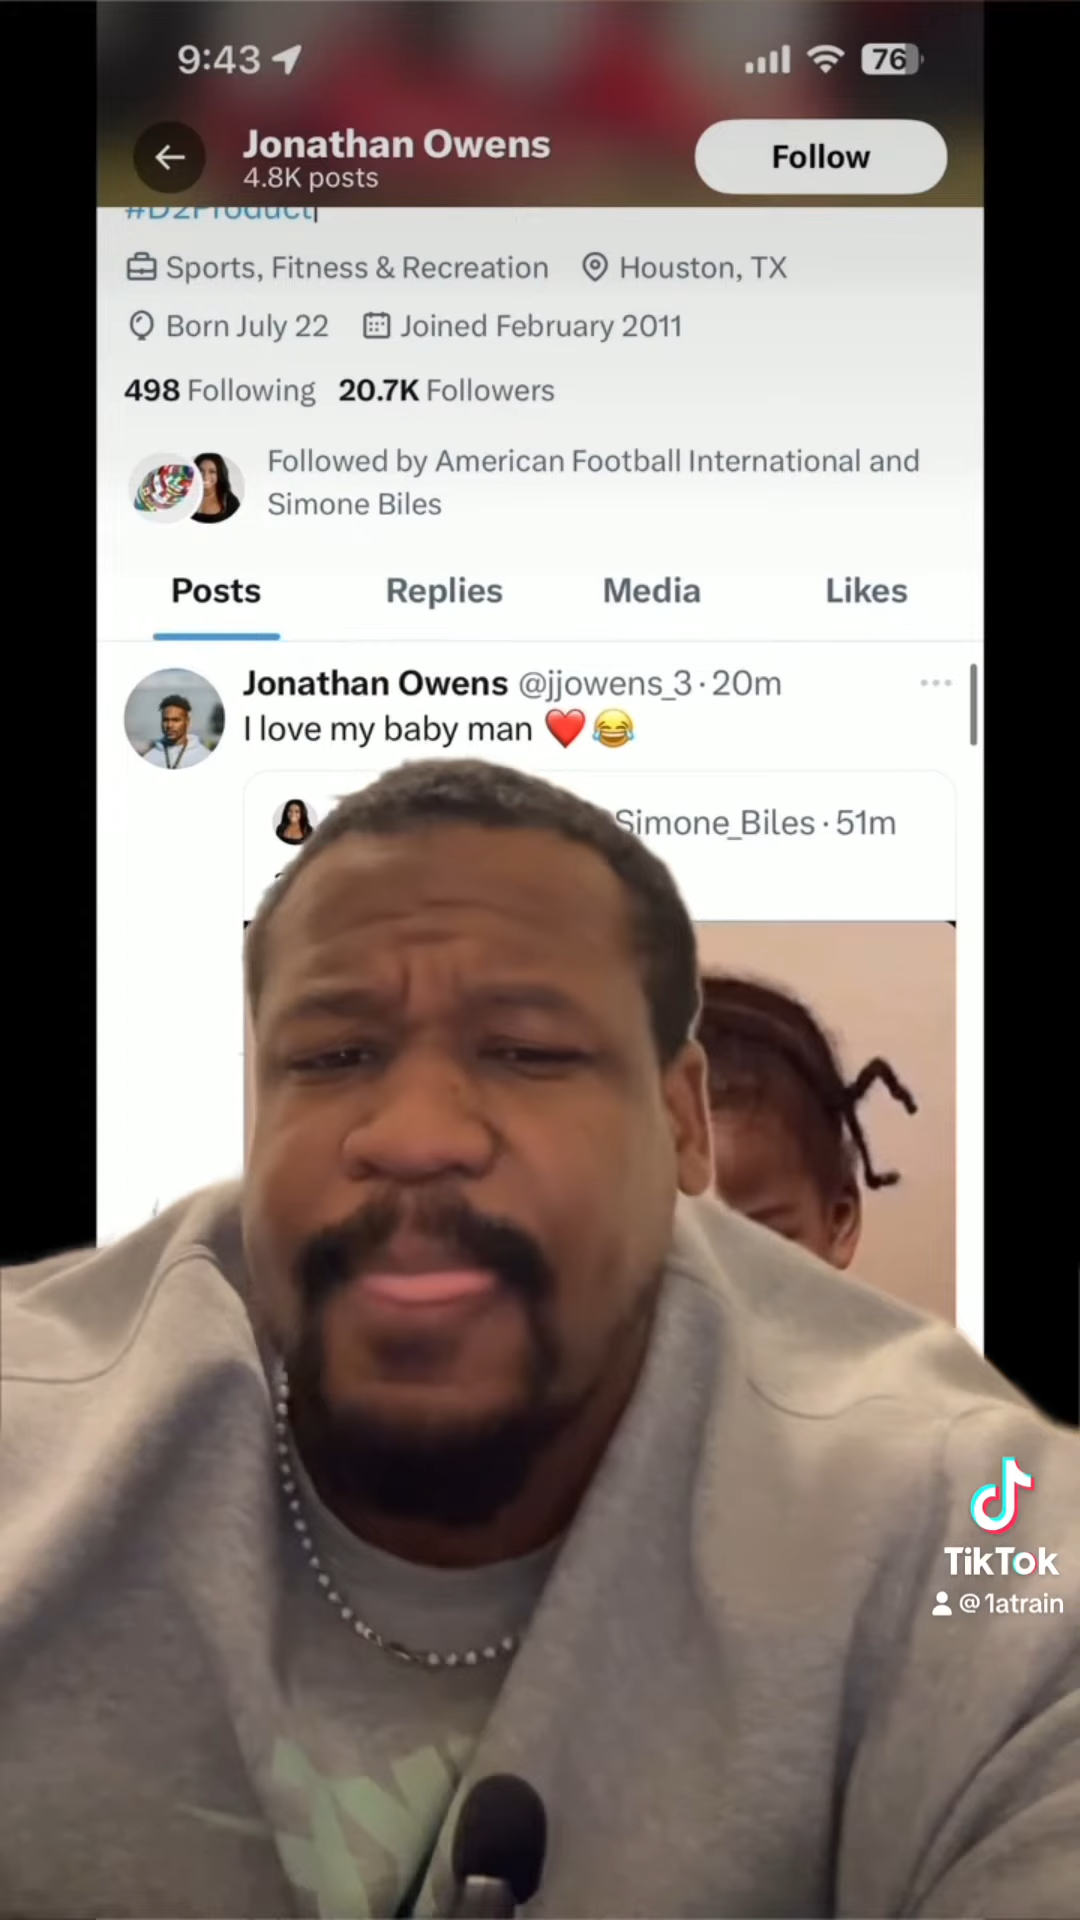 9:43
76
Jonathan Owens
4.8K posts
Follow
#D2Product|
Sports, Fitness & Recreation Houston, TX
Born July 22 Joined February 2011
498 Following 20.7K Followers
Followed by American Football International and
Simone Biles
Posts Replies Media Likes
Jonathan Owens @jjowens_3 · 20m
I love my baby man ❤️😂
Simone_Biles · 51m
TikTok
@1atrain